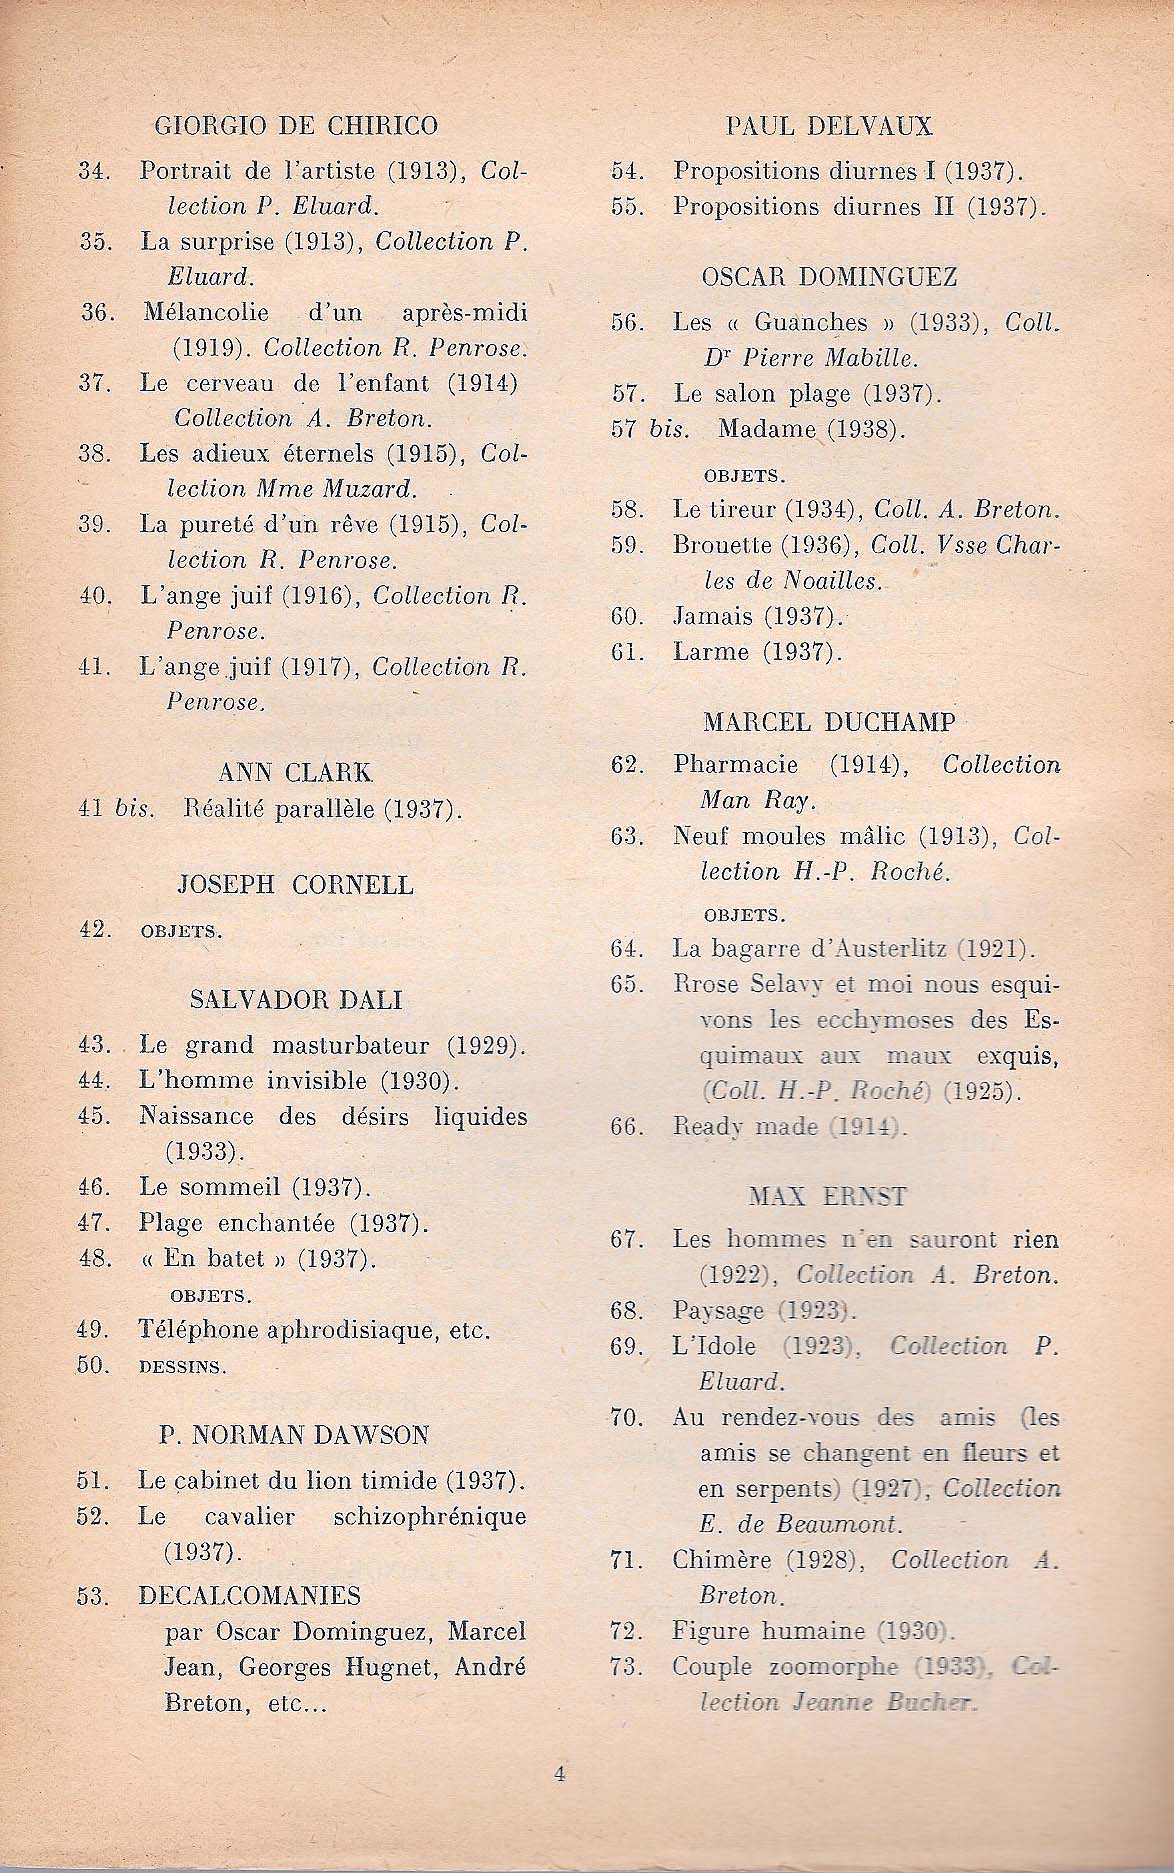 GIORGIO DE CHIRICO
34. Portrait de l'artiste (1913), Col-
lection P. Eluard.
35. La surprise (1913), Collection P.
Eluard.
36. Mélancolie d'un après-midi
(1919). Collection R. Penrose.
37. Le cerveau de l'enfant (1914)
Collection A. Breton.
38. Les adieux éternels (1915), Col-
lection Mme Muzard.
39. La pureté d'un rêve (1915), Col-
lection R. Penrose.
40. L'ange juif (1916), Collection R.
Penrose.
41. L'ange juif (1917), Collection R.
Penrose.
ANN CLARK
41 bis. Réalité parallèle (1937).
JOSEPH CORNELL
42. OBJETS.
SALVADOR DALI
43. Le grand masturbateur (1929).
44. L'homme invisible (1930).
45. Naissance des désirs liquides
(1933).
46. Le sommeil (1937).
47. Plage enchantée (1937).
48. « En batet » (1937).
OBJETS.
49. Téléphone aphrodisiaque, etc.
50. DESSINS.
P. NORMAN DAWSON
51. Le cabinet du lion timide (1937).
52. Le cavalier schizophrénique
(1937).
53. DECALCOMANIES
par Oscar Dominguez, Marcel
Jean, Georges Hugnet, André
Breton, etc...
PAUL DELVAUX
54. Propositions diurnes I (1937).
55. Propositions diurnes II (1937).
OSCAR DOMINGUEZ
56. Les « Guanches » (1933), Coll.
Dr Pierre Mabille.
57. Le salon plage (1937).
57 bis. Madame (1938).
OBJETS.
58. Le tireur (1934), Coll. A. Breton.
59. Brouette (1936), Coll. Vsse Char-
les de Noailles.
60. Jamais (1937).
61. Larme (1937).
MARCEL DUCHAMP
62. Pharmacie (1914), Collection
Man Ray.
63. Neuf moules mâlic (1913), Col-
lection H.-P. Roché.
OBJETS.
64. La bagarre d'Austerlitz (1921).
65. Rrose Selavy et moi nous esqui-
vons les ecchymoses des Es-
quimaux aux maux exquis,
(Coll. H.-P. Roché) (1925).
66. Ready made (1914).
MAX ERNST
67. Les hommes n'en sauront rien
(1922), Collection A. Breton.
68. Paysage (1923).
69. L'Idole (1923), Collection P.
Eluard.
70. Au rendez-vous des amis (les
amis se changent en fleurs et
en serpents) (1927), Collection
E. de Beaumont.
71. Chimère (1928), Collection A.
Breton.
72. Figure humaine (1930).
73. Couple zoomorphe (1933), Col-
lection Jeanne Bucher.
4